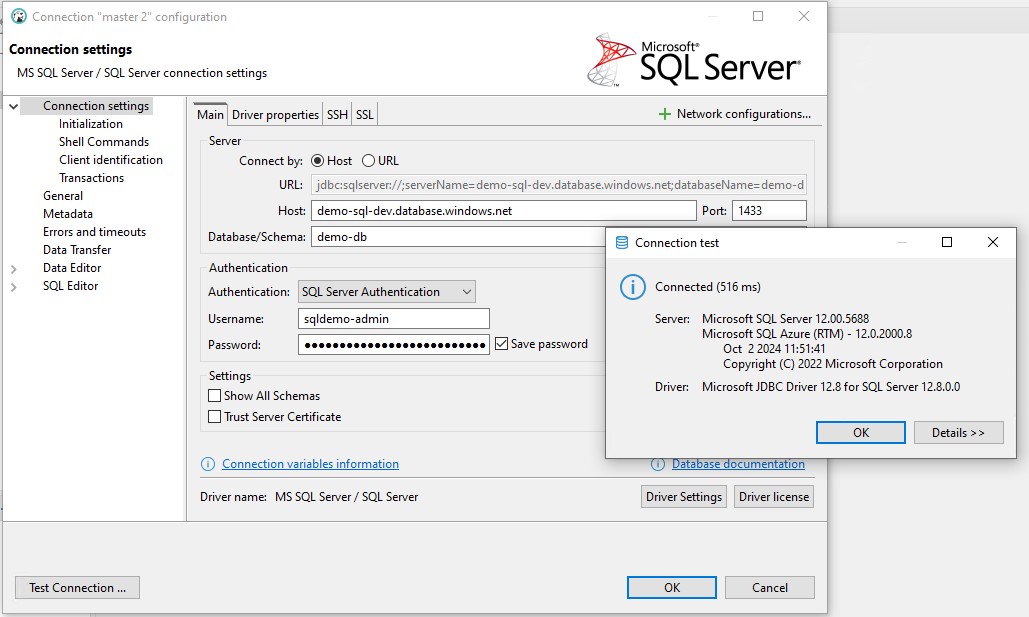 Connection "master 2" configuration
Connection settings
MS SQL Server / SQL Server connection settings
Microsoft®
SQL Server®
™
Connection settings
Initialization
Shell Commands
Client identification
Transactions
General
Metadata
Errors and timeouts
Data Transfer
Data Editor
SQL Editor
Main Driver properties SSH SSL
Network configurations...
Server
Connect by: Host URL
URL: jdbc:sqlserver://;serverName=demo-sql-dev.database.windows.net;databaseName=demo-d
Host: demo-sql-dev.database.windows.net Port: 1433
Database/Schema: demo-db
Authentication
Authentication: SQL Server Authentication
Username: sqldemo-admin
Password: Save password
Settings
Show All Schemas
Trust Server Certificate
Connection variables information
Database documentation
Driver name: MS SQL Server / SQL Server
Driver Settings Driver license
Test Connection ...
OK Cancel
Connection test
Connected (516 ms)
Server: Microsoft SQL Server 12.00.5688
Microsoft SQL Azure (RTM) - 12.0.2000.8
Oct 2 2024 11:51:41
Copyright (C) 2022 Microsoft Corporation
Driver: Microsoft JDBC Driver 12.8 for SQL Server 12.8.0.0
OK Details >>